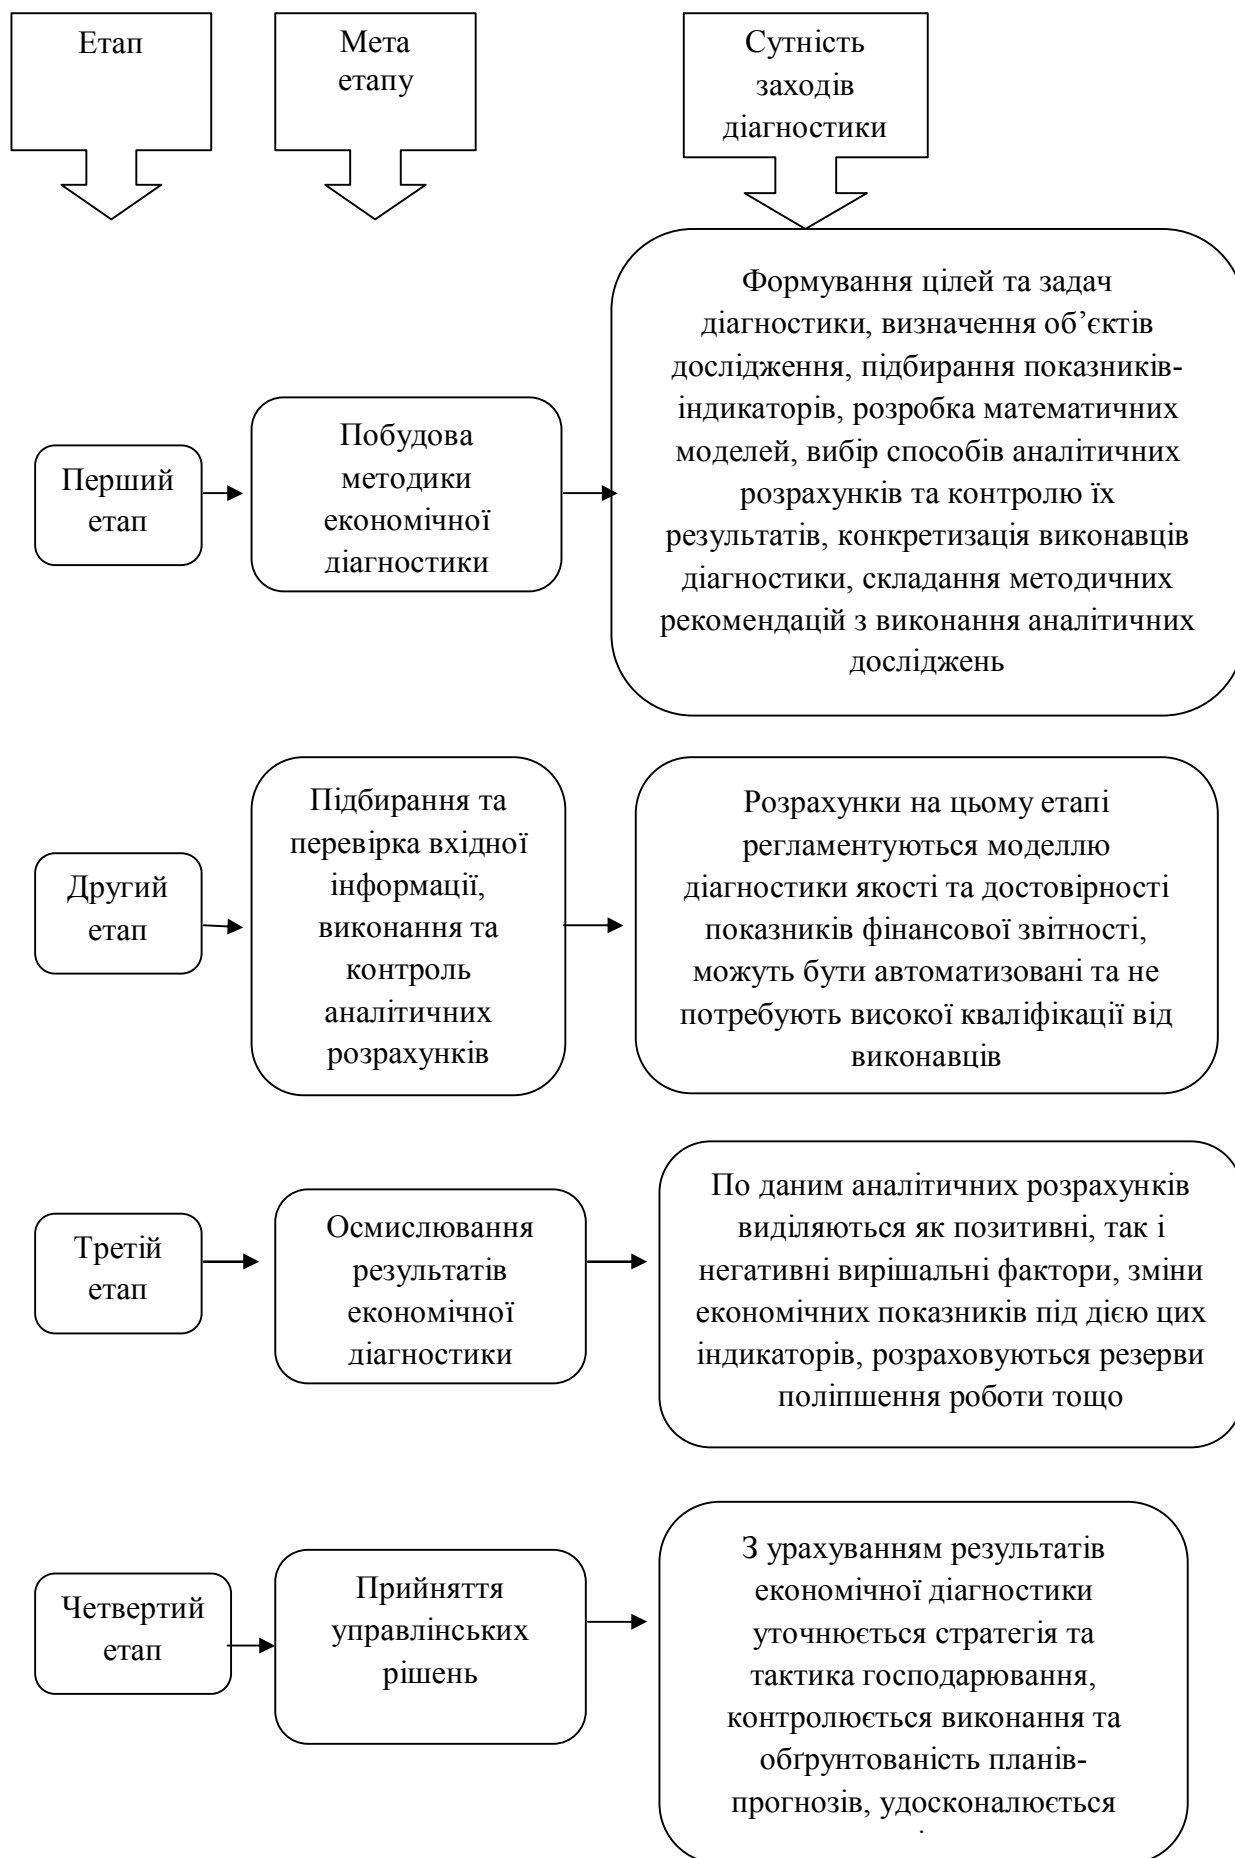 Етап
Мета
етапу
Сутність
заходів
діагностики
Перший
етап
Побудова
методики
економічної
діагностики
Формування цілей та задач
діагностики, визначення об’єктів
дослідження, підбирання показників-
індикаторів, розробка математичних
моделей, вибір способів аналітичних
розрахунків та контролю їх
результатів, конкретизація виконавців
діагностики, складання методичних
рекомендацій з виконання аналітичних
досліджень
Другий
етап
Підбирання та
перевірка вхідної
інформації,
виконання та
контроль
аналітичних
розрахунків
Розрахунки на цьому етапі
регламентуються моделлю
діагностики якості та достовірності
показників фінансової звітності,
можуть бути автоматизовані та не
потребують високої кваліфікації від
виконавців
Третій
етап
Осмислювання
результатів
економічної
діагностики
По даним аналітичних розрахунків
виділяються як позитивні, так і
негативні вирішальні фактори, зміни
економічних показників під дією цих
індикаторів, розраховуються резерви
поліпшення роботи тощо
Четвертий
етап
Прийняття
управлінських
рішень
З урахуванням результатів
економічної діагностики
уточнюється стратегія та
тактика господарювання,
контролюється виконання та
обґрунтованість планів-
прогнозів, удосконалюється